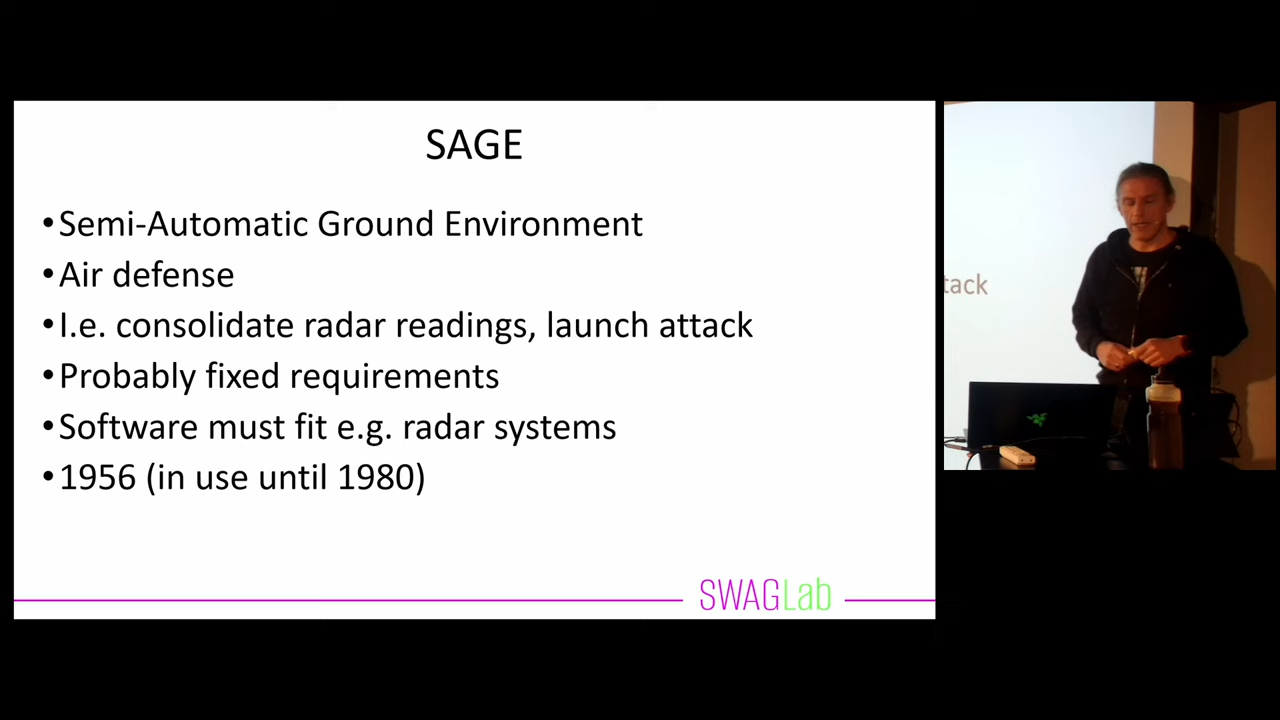 SAGE
•Semi-Automatic Ground Environment
•Air defense
•I.e. consolidate radar readings, launch attack
•Probably fixed requirements
•Software must fit e.g. radar systems
•1956 (in use until 1980)
SWAGLab
tack